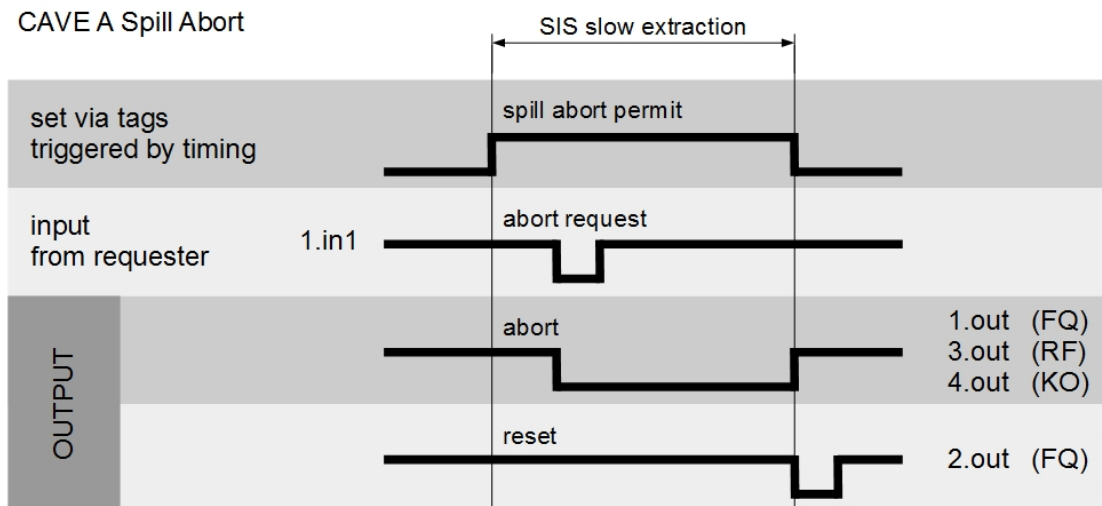 CAVE A Spill Abort
SIS slow extraction
set via tags
triggered by timing
spill abort permit
input
from requester
1.in1
abort request
OUTPUT
abort
1.out (FQ)
3.out (RF)
4.out (KO)
reset
2.out (FQ)